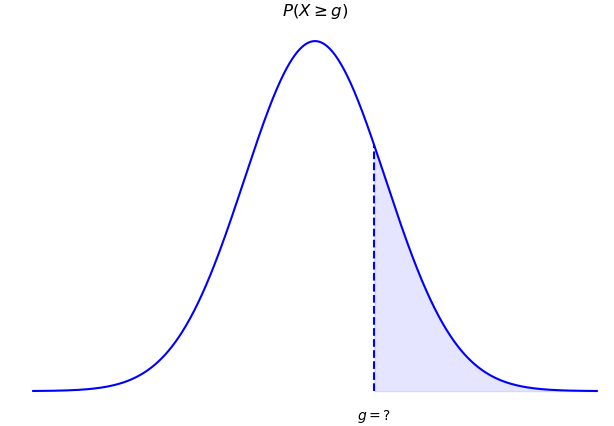 P(X ≥ g)
g = ?